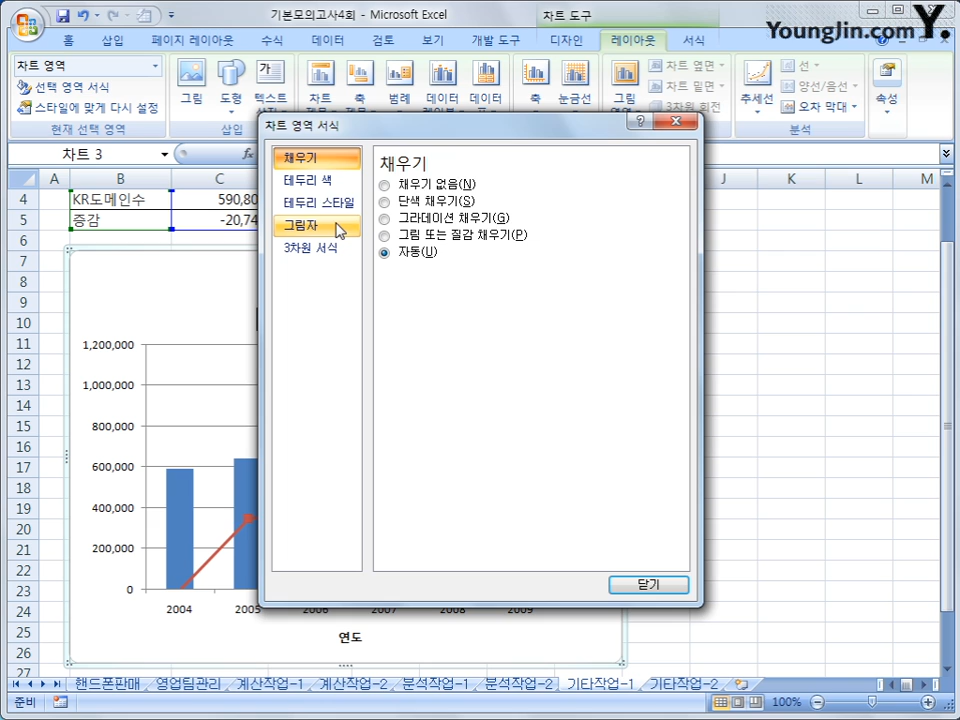 기본모의고사4회 - Microsoft Excel
차트 도구
YoungJin.com Y.
홈 삽입 페이지 레이아웃 수식 데이터 검토 보기 개발 도구 디자인 레이아웃 서식
차트 영역
선택 영역 서식
스타일에 맞게 다시 설정
현재 선택 영역
그림 도형 텍스트
삽입
차트 축 범례 데이터 데이터
축 눈금선
그림
차트 옆면
차트 밑면
3차원 회전
추세선
선
양선/음선
오차 막대
분석
속성
차트 3
fx
차트 영역 서식
채우기
테두리 색
테두리 스타일
그림자
3차원 서식
채우기
채우기 없음(N)
단색 채우기(S)
그라데이션 채우기(G)
그림 또는 질감 채우기(P)
자동(U)
닫기
A B C J K L M
4 KR도메인수 590,80
5 증감 -20,74
6
7
8
9
10
11
12
13
14
15
16
17
18
19
20
21
22
23
24
25
26
27
1,200,000
1,000,000
800,000
600,000
400,000
200,000
0
2004 2005 2006 2007 2008 2009
연도
핸드폰판매 영업팀관리 계산작업-1 계산작업-2 분석작업-1 분석작업-2 기타작업-1 기타작업-2
준비
100%